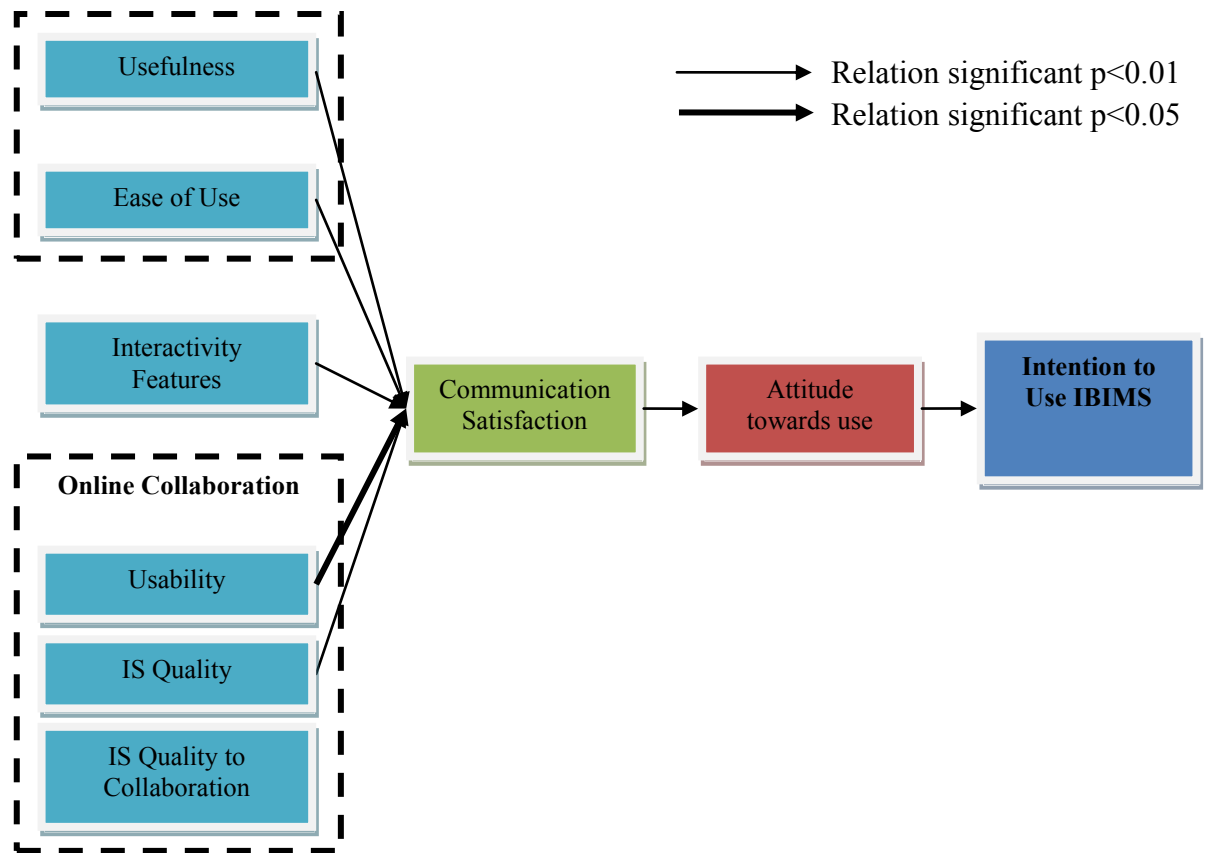 Usefulness
Ease of Use
Interactivity
Features
Online Collaboration
Usability
IS Quality
IS Quality to
Collaboration
Communication
Satisfaction
Attitude
towards use
Intention to
Use IBIMS
Relation significant p<0.01
Relation significant p<0.05